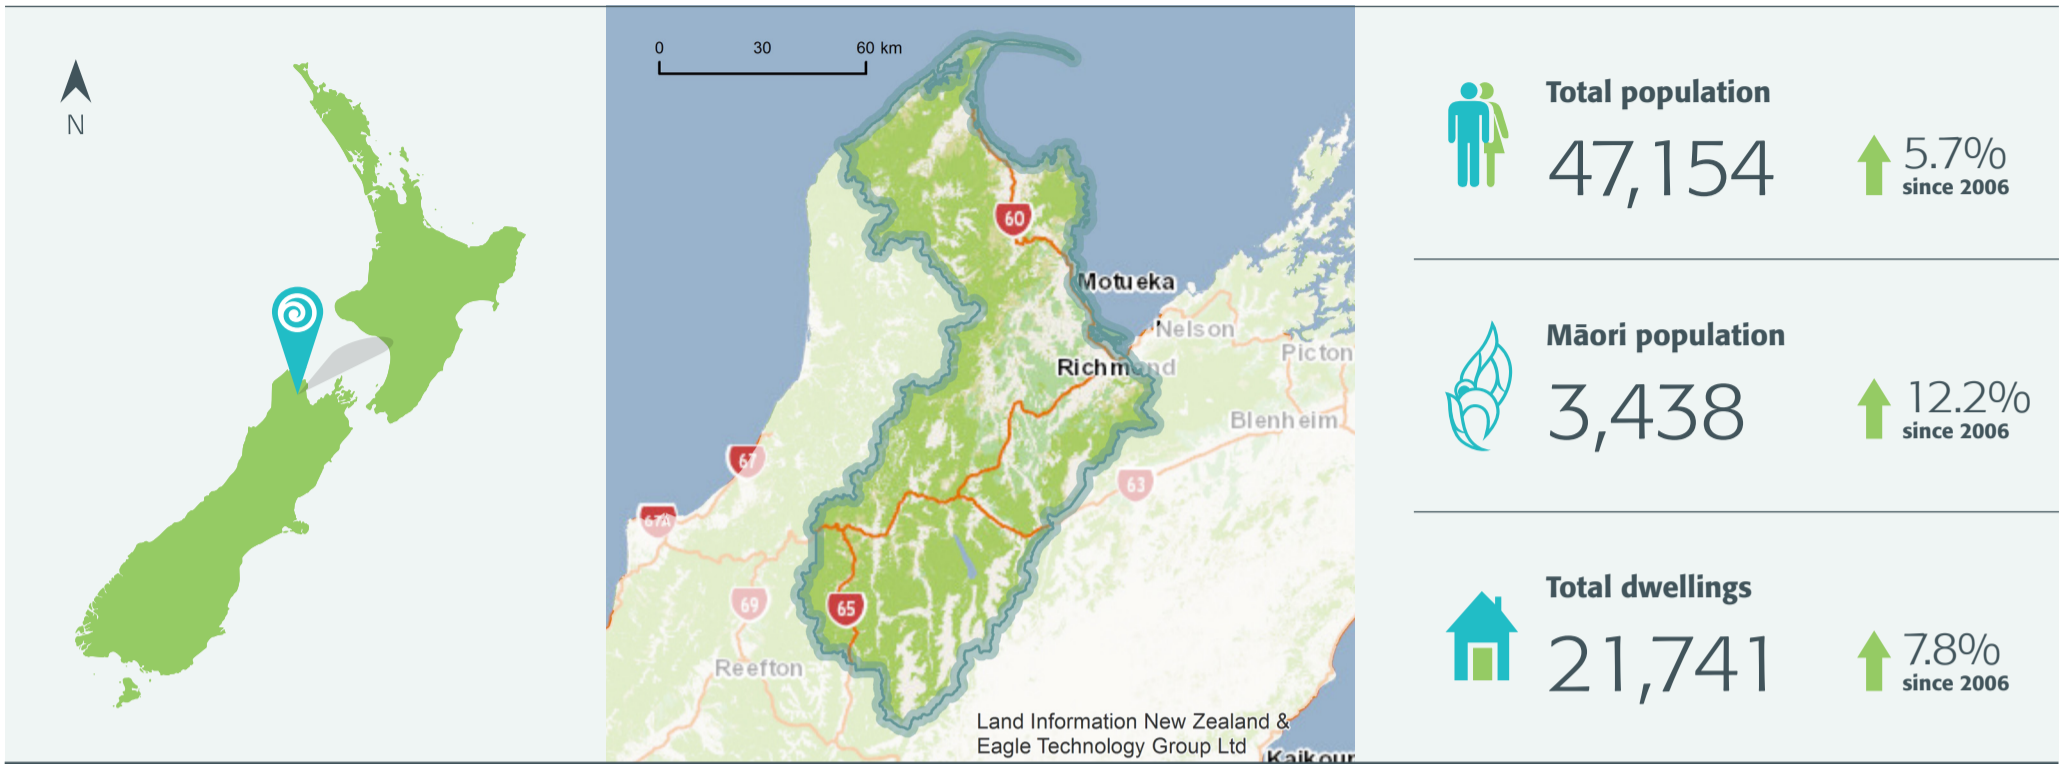 N
0 30 60 km
60
Motueka
Nelson
Picton
Richmond
Blenheim
67
63
67A
69
65
Reefton
Land Information New Zealand &
Eagle Technology Group Ltd
Kaikour
Total population
47,154
5.7%
since 2006
Māori population
3,438
12.2%
since 2006
Total dwellings
21,741
7.8%
since 2006